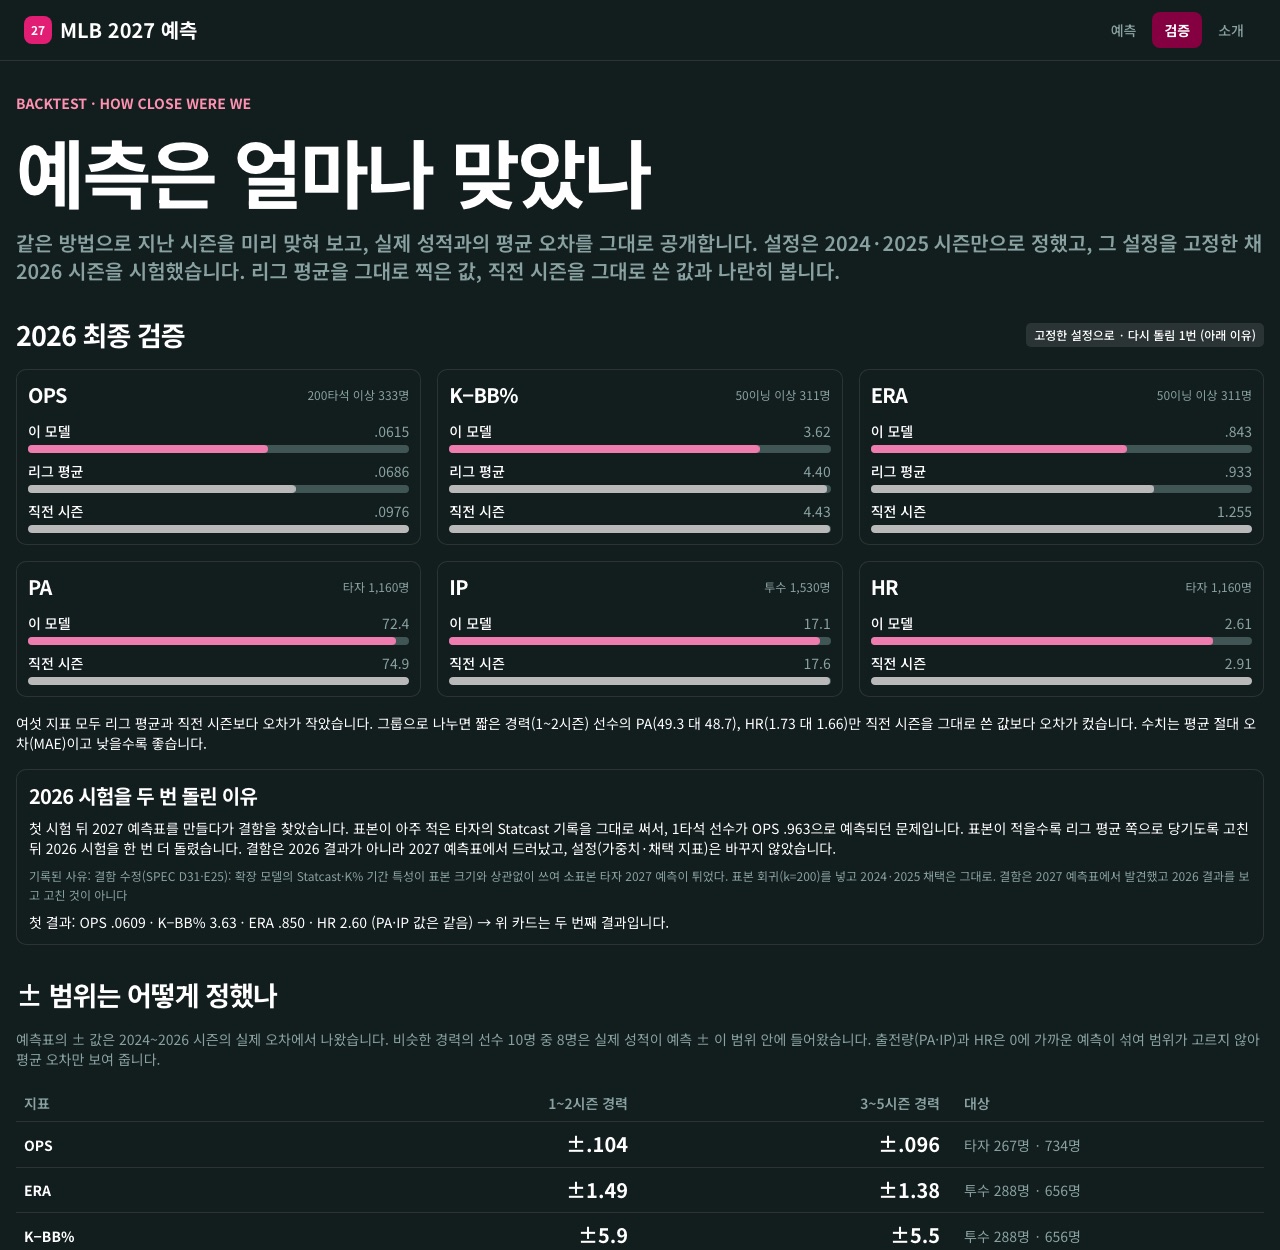 27 MLB 2027 예측
예측 검증 소개
BACKTEST · HOW CLOSE WERE WE
예측은 얼마나 맞았나
같은 방법으로 지난 시즌을 미리 맞혀 보고, 실제 성적과의 평균 오차를 그대로 공개합니다. 설정은 2024·2025 시즌만으로 정했고, 그 설정을 고정한 채
2026 시즌을 시험했습니다. 리그 평균을 그대로 찍은 값, 직전 시즌을 그대로 쓴 값과 나란히 봅니다.
2026 최종 검증
고정한 설정으로 · 다시 돌림 1번 (아래 이유)
OPS 200타석 이상 333명
이 모델 .0615
리그 평균 .0686
직전 시즌 .0976
K−BB% 50이닝 이상 311명
이 모델 3.62
리그 평균 4.40
직전 시즌 4.43
ERA 50이닝 이상 311명
이 모델 .843
리그 평균 .933
직전 시즌 1.255
PA 타자 1,160명
이 모델 72.4
직전 시즌 74.9
IP 투수 1,530명
이 모델 17.1
직전 시즌 17.6
HR 타자 1,160명
이 모델 2.61
직전 시즌 2.91
여섯 지표 모두 리그 평균과 직전 시즌보다 오차가 작았습니다. 그룹으로 나누면 짧은 경력(1~2시즌) 선수의 PA(49.3 대 48.7), HR(1.73 대 1.66)만 직전 시즌을 그대로 쓴 값보다 오차가 컸습니다. 수치는 평균 절대 오
차(MAE)이고 낮을수록 좋습니다.
2026 시험을 두 번 돌린 이유
첫 시험 뒤 2027 예측표를 만들다가 결함을 찾았습니다. 표본이 아주 적은 타자의 Statcast 기록을 그대로 써서, 1타석 선수가 OPS .963으로 예측되던 문제입니다. 표본이 적을수록 리그 평균 쪽으로 당기도록 고친
뒤 2026 시험을 한 번 더 돌렸습니다. 결함은 2026 결과가 아니라 2027 예측표에서 드러났고, 설정(가중치·채택 지표)은 바꾸지 않았습니다.
기록된 사유: 결함 수정(SPEC D31·E25): 확장 모델의 Statcast·K% 기간 특성이 표본 크기와 상관없이 쓰여 소표본 타자 2027 예측이 튀었다. 표본 회귀(k=200)를 넣고 2024·2025 채택은 그대로. 결함은 2027 예측표에서 발견했고 2026 결과를 보
고 고친 것이 아니다
첫 결과: OPS .0609 · K−BB% 3.63 · ERA .850 · HR 2.60 (PA·IP 값은 같음) → 위 카드는 두 번째 결과입니다.
± 범위는 어떻게 정했나
예측표의 ± 값은 2024~2026 시즌의 실제 오차에서 나왔습니다. 비슷한 경력의 선수 10명 중 8명은 실제 성적이 예측 ± 이 범위 안에 들어왔습니다. 출전량(PA·IP)과 HR은 0에 가까운 예측이 섞여 범위가 고르지 않아
평균 오차만 보여 줍니다.
지표 1~2시즌 경력 3~5시즌 경력 대상
OPS ±.104 ±.096 타자 267명 · 734명
ERA ±1.49 ±1.38 투수 288명 · 656명
K−BB% ±5.9 ±5.5 투수 288명 · 656명